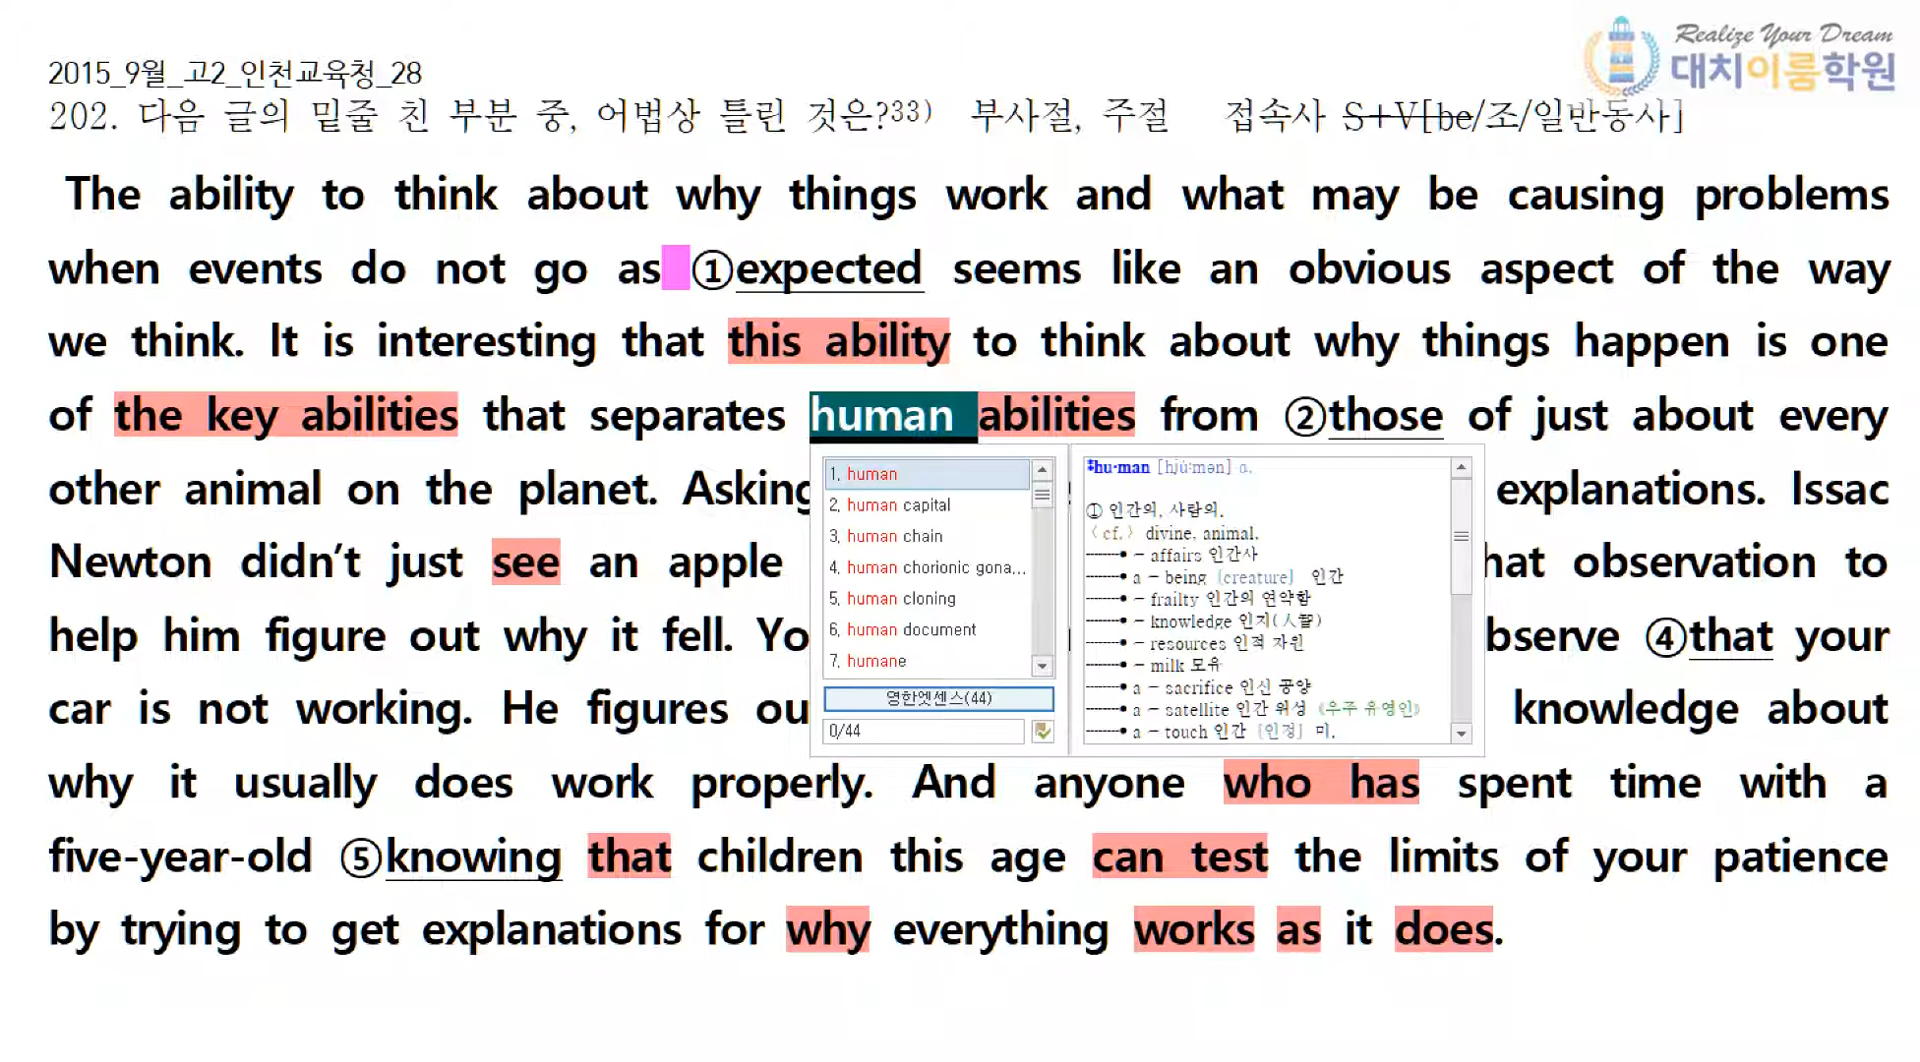 Realize Your Dream
대치이룸학원
2015_9월_고2_인천교육청_28
202. 다음 글의 밑줄 친 부분 중, 어법상 틀린 것은?33) 부사절, 주절 접속사 S+V[be/조/일반동사]
The ability to think about why things work and what may be causing problems
when events do not go as ①expected seems like an obvious aspect of the way
we think. It is interesting that this ability to think about why things happen is one
of the key abilities that separates human abilities from ②those of just about every
other animal on the planet. Asking explanations. Issac
Newton didn't just see an apple hat observation to
help him figure out why it fell. Yo bserve ④that your
car is not working. He figures ou knowledge about
why it usually does work properly. And anyone who has spent time with a
five-year-old ⑤knowing that children this age can test the limits of your patience
by trying to get explanations for why everything works as it does.
1. human
2. human capital
3. human chain
4. human chorionic gona...
5. human cloning
6. human document
7. humane
영한엣센스(44)
0/44
*hu·man [hjúːmən] a.
① 인간의, 사람의.
〈cf.〉 divine, animal.
─ affairs 인간사
a ─ being [creature] 인간
─ frailty 인간의 연약함
─ knowledge 인지(人智)
─ resources 인적 자원
─ milk 모유
a ─ sacrifice 인신 공양
a ─ satellite 인간 위성 《우주 유영인》
a ─ touch 인간 [인정] 미.